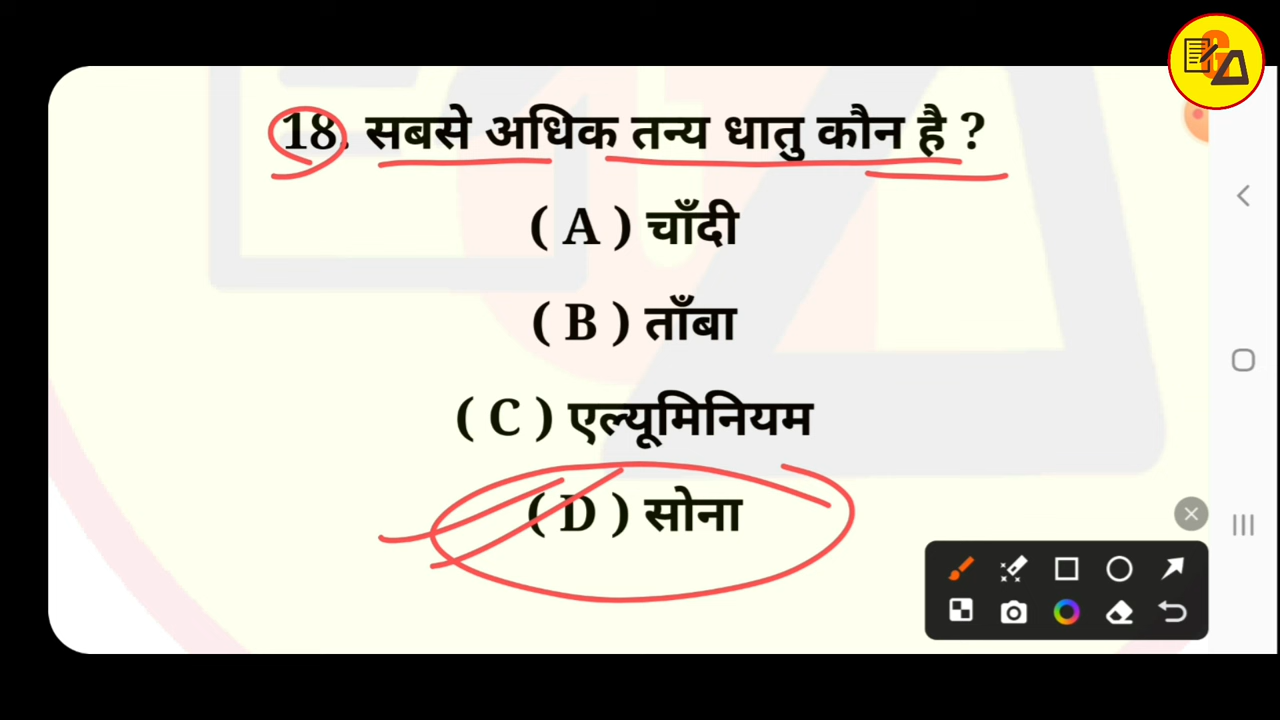 18. सबसे अधिक तन्य धातु कौन है ?
( A ) चाँदी
( B ) ताँबा
( C ) एल्यूमिनियम
( D ) सोना